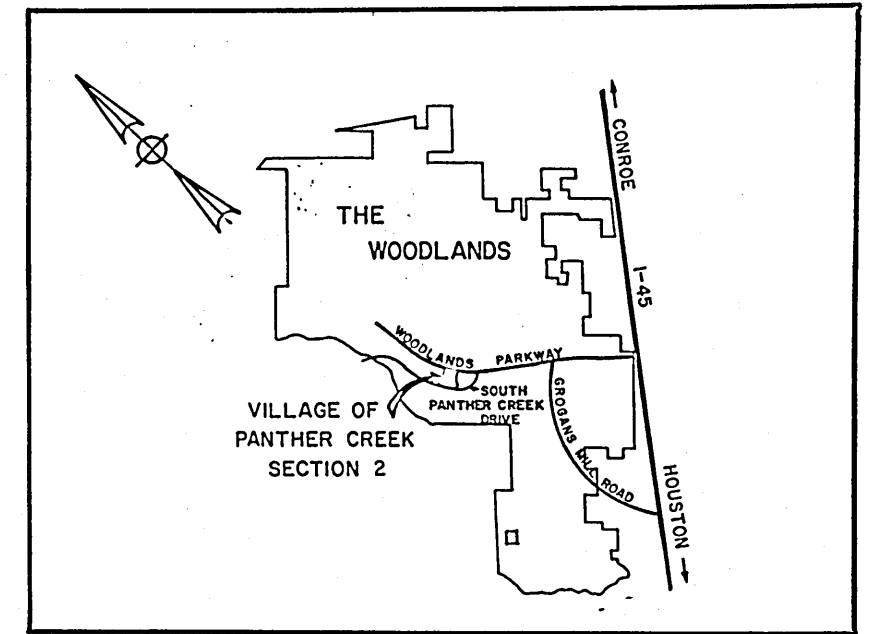 CONROE
THE
WOODLANDS
I-45
WOODLANDS PARKWAY
SOUTH
PANTHER CREEK
DRIVE
VILLAGE OF
PANTHER CREEK
SECTION 2
GROGANS MILL ROAD
HOUSTON